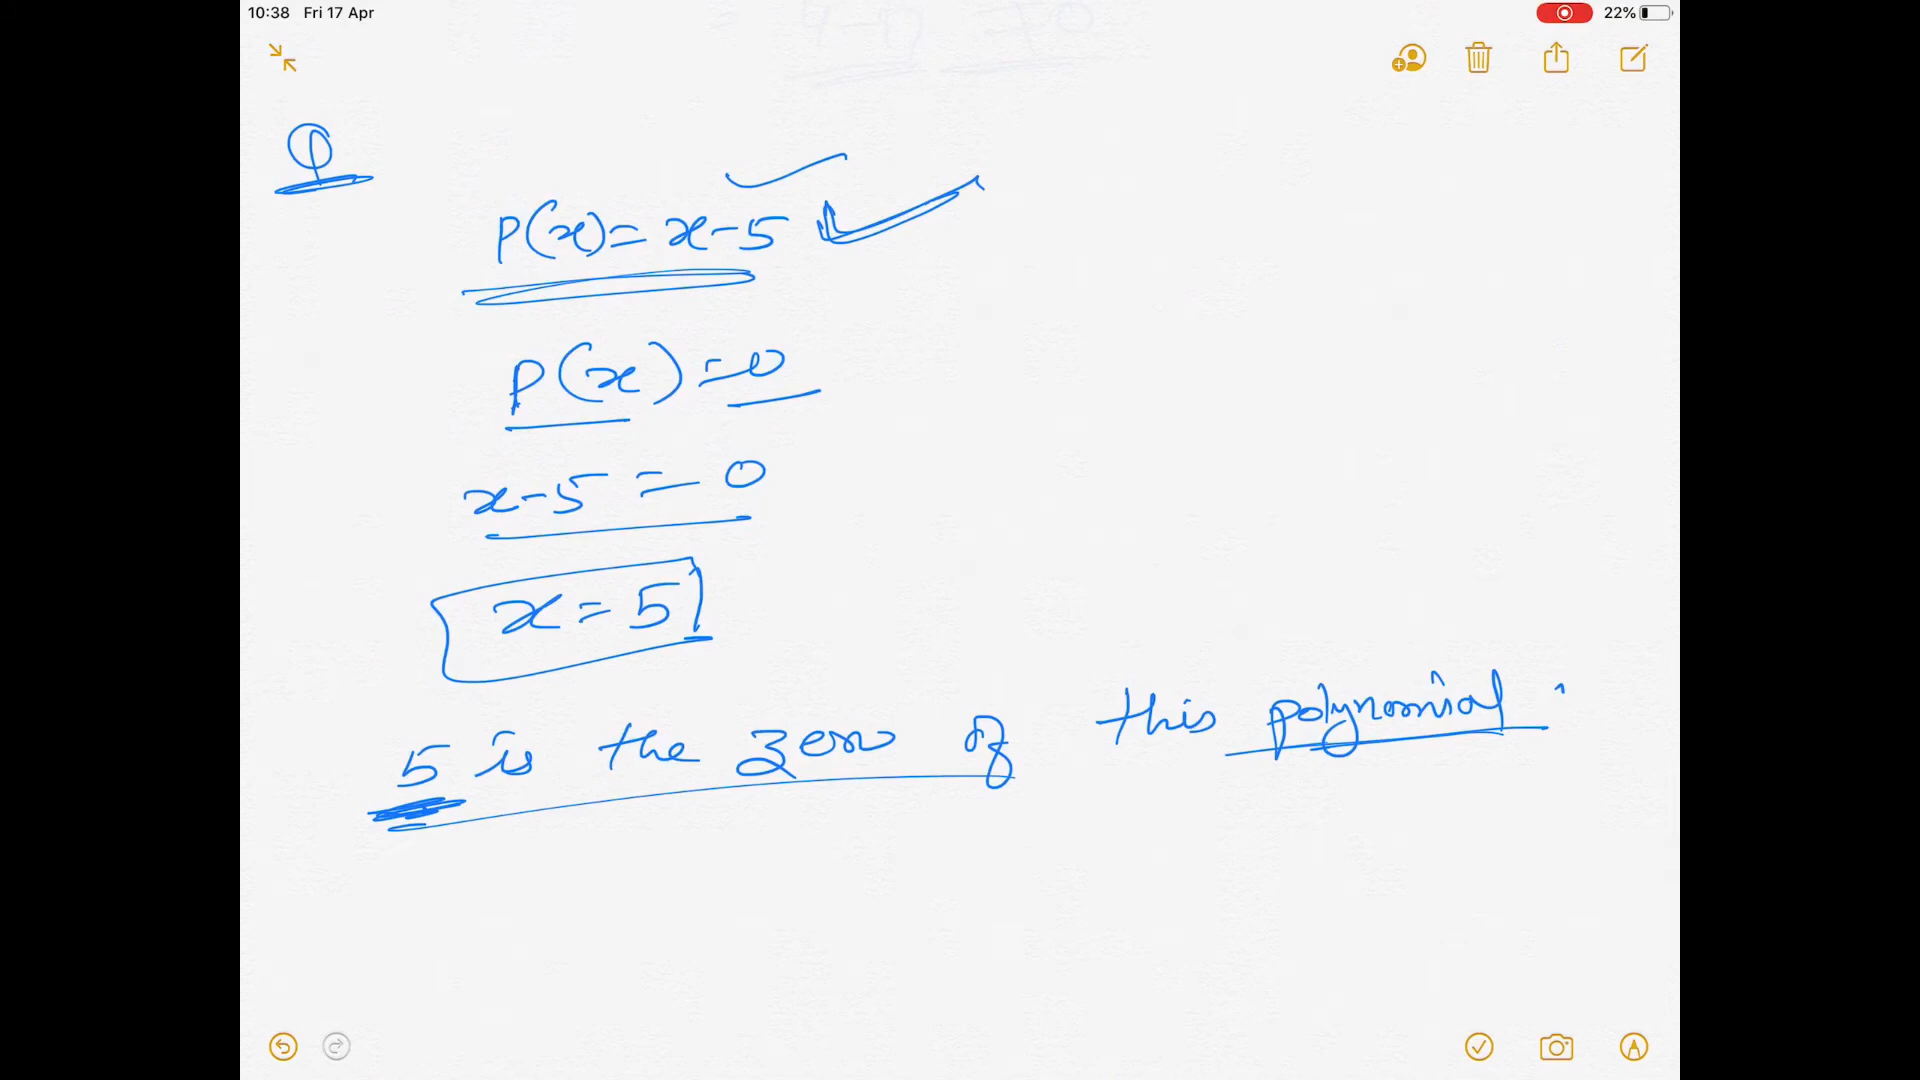 10:38 Fri 17 Apr 22%
P(x) = x-5
P(x) = 0
x-5 = 0
x = 5
5 is the zero of this polynomial